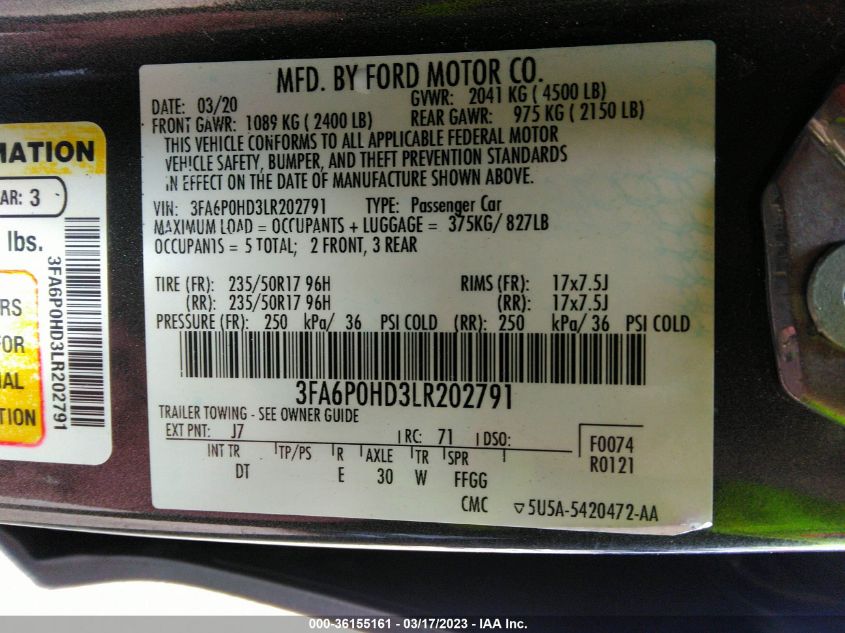 MFD. BY FORD MOTOR CO.
DATE: 03/20 GVWR: 2041 KG ( 4500 LB)
FRONT GAWR: 1089 KG ( 2400 LB) REAR GAWR: 975 KG ( 2150 LB)
THIS VEHICLE CONFORMS TO ALL APPLICABLE FEDERAL MOTOR
VEHICLE SAFETY, BUMPER, AND THEFT PREVENTION STANDARDS
IN EFFECT ON THE DATE OF MANUFACTURE SHOWN ABOVE.
VIN: 3FA6P0HD3LR202791 TYPE: Passenger Car
MAXIMUM LOAD = OCCUPANTS + LUGGAGE = 375KG/ 827LB
OCCUPANTS = 5 TOTAL; 2 FRONT, 3 REAR
TIRE (FR): 235/50R17 96H RIMS (FR): 17x7.5J
(RR): 235/50R17 96H (RR): 17x7.5J
PRESSURE (FR): 250 kPa/ 36 PSI COLD (RR): 250 kPa/ 36 PSI COLD
3FA6P0HD3LR202791
TRAILER TOWING - SEE OWNER GUIDE
EXT PNT: J7 RC: 71 DSO: F0074
R0121
INT TR TP/PS R AXLE TR SPR
DT E 30 W FFGG
CMC ▽5U5A-5420472-AA
MATION
AR: 3
lbs.
RS
FOR
IAL
TION
3FA6P0HD3LR202791
000-36155161 - 03/17/2023 - IAA Inc.